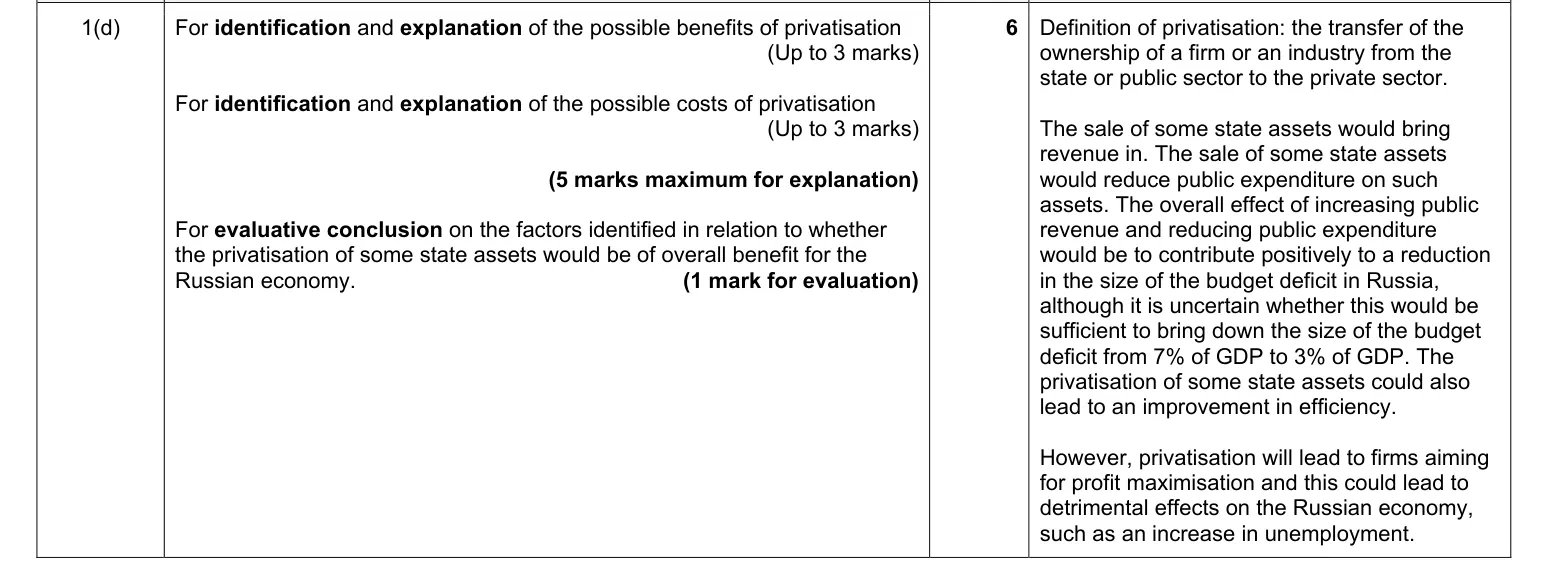 1(d)
For identification and explanation of the possible benefits of privatisation
(Up to 3 marks)
For identification and explanation of the possible costs of privatisation
(Up to 3 marks)
(5 marks maximum for explanation)
For evaluative conclusion on the factors identified in relation to whether
the privatisation of some state assets would be of overall benefit for the
Russian economy. (1 mark for evaluation)
6
Definition of privatisation: the transfer of the
ownership of a firm or an industry from the
state or public sector to the private sector.
The sale of some state assets would bring
revenue in. The sale of some state assets
would reduce public expenditure on such
assets. The overall effect of increasing public
revenue and reducing public expenditure
would be to contribute positively to a reduction
in the size of the budget deficit in Russia,
although it is uncertain whether this would be
sufficient to bring down the size of the budget
deficit from 7% of GDP to 3% of GDP. The
privatisation of some state assets could also
lead to an improvement in efficiency.
However, privatisation will lead to firms aiming
for profit maximisation and this could lead to
detrimental effects on the Russian economy,
such as an increase in unemployment.